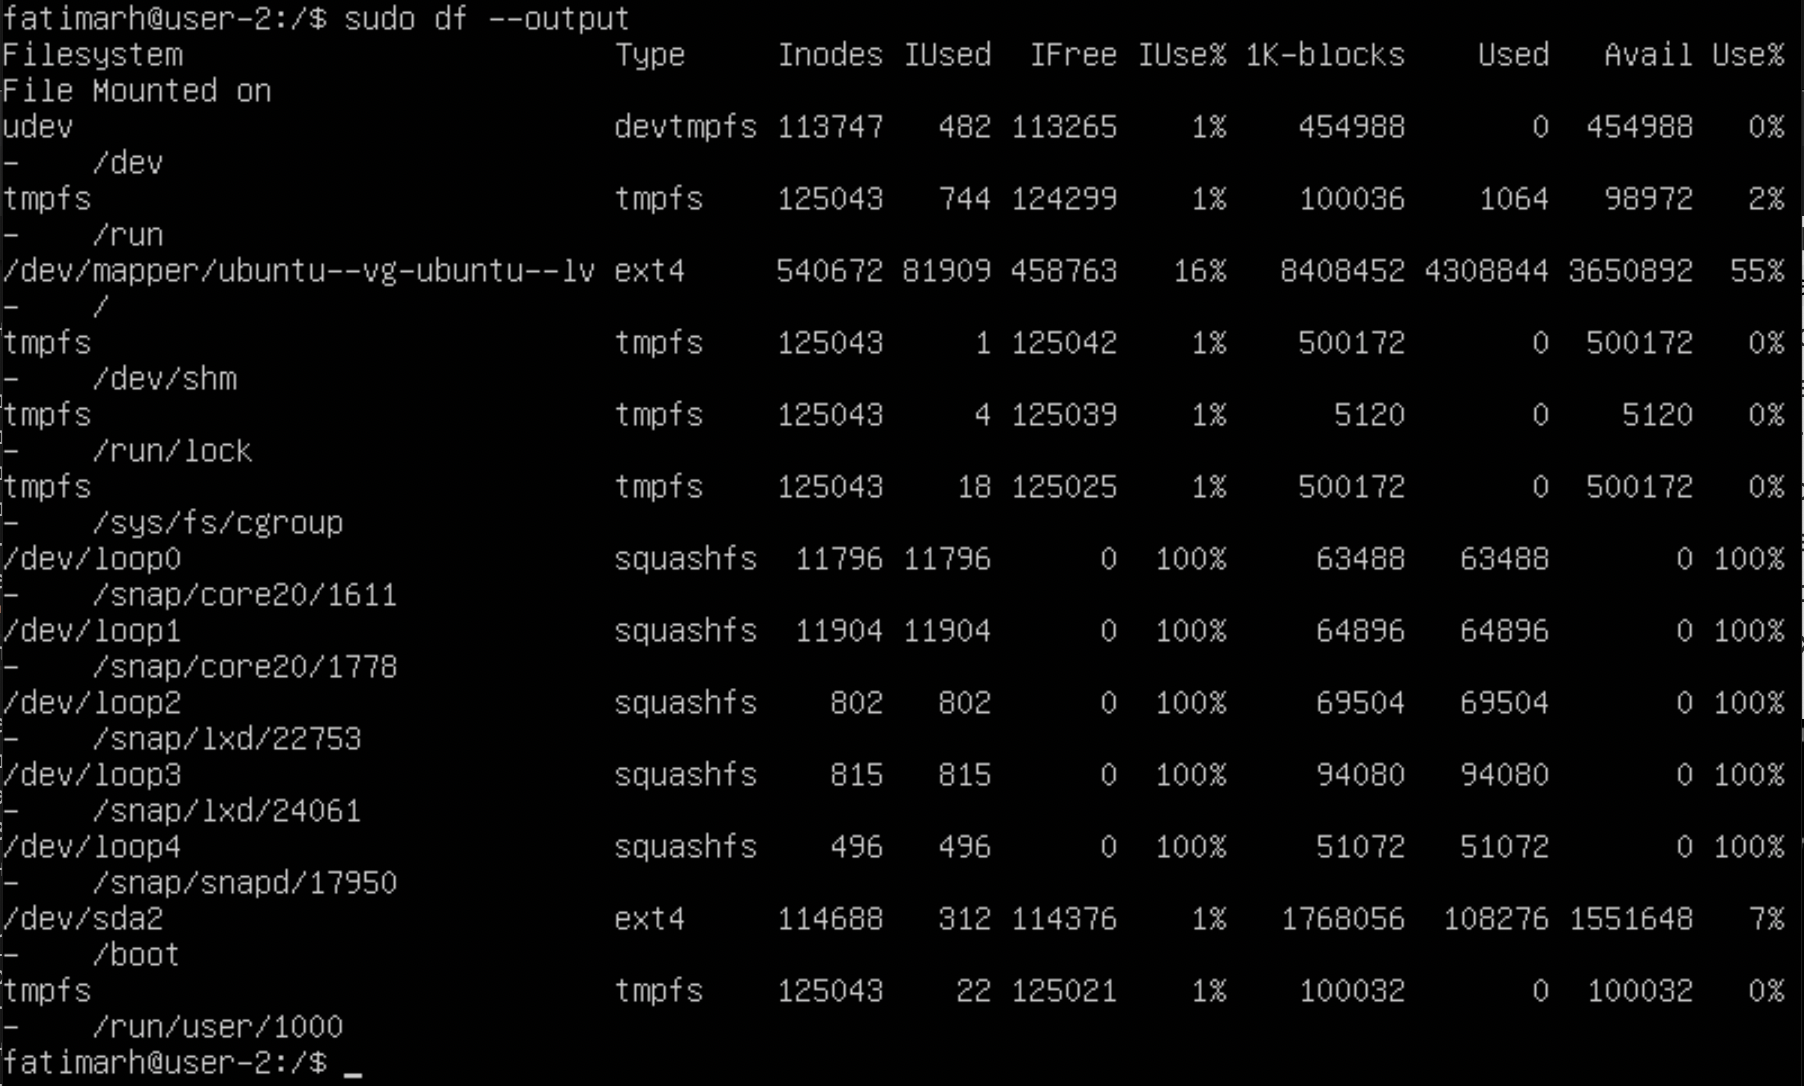 fatimarh@user-2:/$ sudo df --output
Filesystem                        Type     Inodes IUsed  IFree IUse% 1K-blocks    Used   Avail Use%
File Mounted on
udev                              devtmpfs 113747   482 113265    1%    454988       0  454988   0%
-    /dev
tmpfs                             tmpfs    125043   744 124299    1%    100036    1064   98972   2%
-    /run
/dev/mapper/ubuntu--vg-ubuntu--lv ext4     540672 81909 458763   16%   8408452 4308844 3650892  55%
-    /
tmpfs                             tmpfs    125043     1 125042    1%    500172       0  500172   0%
-    /dev/shm
tmpfs                             tmpfs    125043     4 125039    1%      5120       0    5120   0%
-    /run/lock
tmpfs                             tmpfs    125043    18 125025    1%    500172       0  500172   0%
-    /sys/fs/cgroup
/dev/loop0                        squashfs  11796 11796      0  100%     63488   63488       0 100%
-    /snap/core20/1611
/dev/loop1                        squashfs  11904 11904      0  100%     64896   64896       0 100%
-    /snap/core20/1778
/dev/loop2                        squashfs    802   802      0  100%     69504   69504       0 100%
-    /snap/lxd/22753
/dev/loop3                        squashfs    815   815      0  100%     94080   94080       0 100%
-    /snap/lxd/24061
/dev/loop4                        squashfs    496   496      0  100%     51072   51072       0 100%
-    /snap/snapd/17950
/dev/sda2                         ext4     114688   312 114376    1%   1768056  108276 1551648   7%
-    /boot
tmpfs                             tmpfs    125043    22 125021    1%    100032       0  100032   0%
-    /run/user/1000
fatimarh@user-2:/$ _